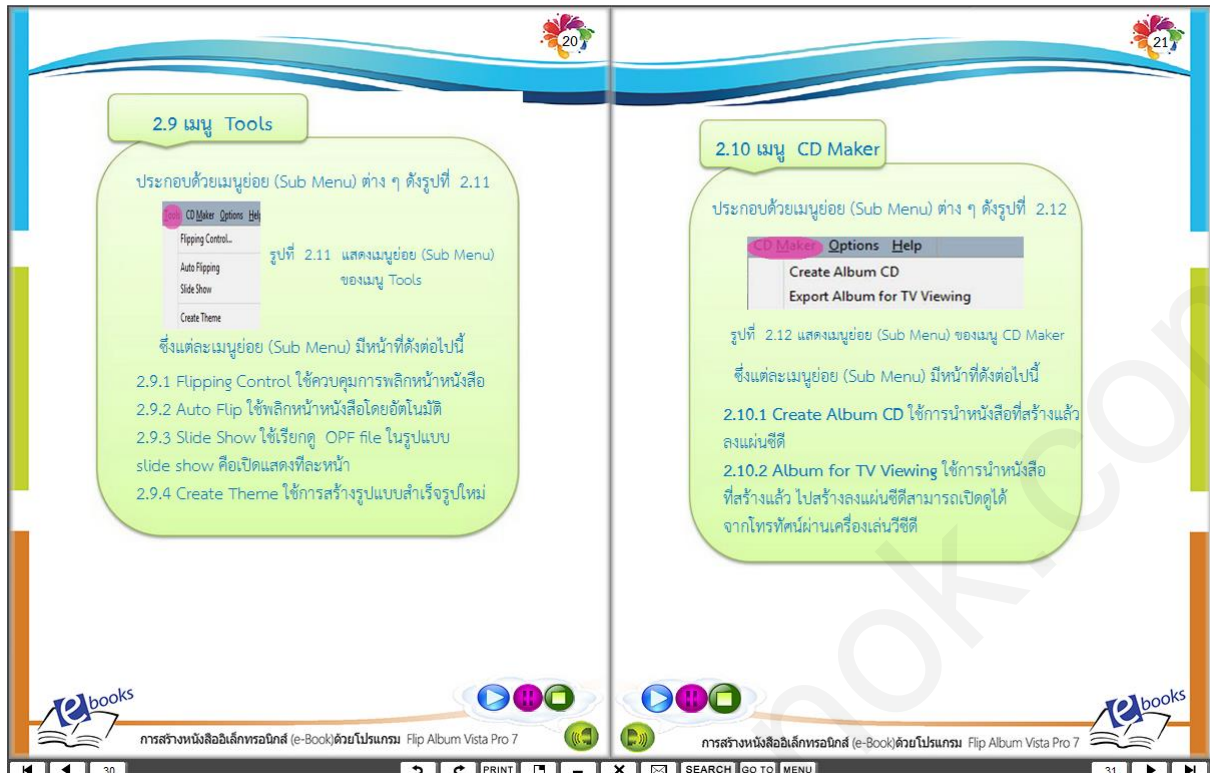 20
2.9 เมนู Tools
ประกอบด้วยเมนูย่อย (Sub Menu) ต่าง ๆ ดังรูปที่ 2.11
Tools CD Maker Options Help
Flipping Control...
Auto Flipping
Slide Show
Create Theme
รูปที่ 2.11 แสดงเมนูย่อย (Sub Menu)
ของเมนู Tools
ซึ่งแต่ละเมนูย่อย (Sub Menu) มีหน้าที่ดังต่อไปนี้
2.9.1 Flipping Control ใช้ควบคุมการพลิกหน้าหนังสือ
2.9.2 Auto Flip ใช้พลิกหน้าหนังสือโดยอัตโนมัติ
2.9.3 Slide Show ใช้เรียกดู OPF file ในรูปแบบ
slide show คือเปิดแสดงทีละหน้า
2.9.4 Create Theme ใช้การสร้างรูปแบบสำเร็จรูปใหม่
e books
การสร้างหนังสืออิเล็กทรอนิกส์ (e-Book)ด้วยโปรแกรม Flip Album Vista Pro 7
21
2.10 เมนู CD Maker
ประกอบด้วยเมนูย่อย (Sub Menu) ต่าง ๆ ดังรูปที่ 2.12
CD Maker Options Help
Create Album CD
Export Album for TV Viewing
รูปที่ 2.12 แสดงเมนูย่อย (Sub Menu) ของเมนู CD Maker
ซึ่งแต่ละเมนูย่อย (Sub Menu) มีหน้าที่ดังต่อไปนี้
2.10.1 Create Album CD ใช้การนำหนังสือที่สร้างแล้ว
ลงแผ่นซีดี
2.10.2 Album for TV Viewing ใช้การนำหนังสือ
ที่สร้างแล้ว ไปสร้างลงแผ่นซีดีสามารถเปิดดูได้
จากโทรทัศน์ผ่านเครื่องเล่นวีซีดี
e books
การสร้างหนังสืออิเล็กทรอนิกส์ (e-Book)ด้วยโปรแกรม Flip Album Vista Pro 7
30 PRINT SEARCH GO TO MENU 31